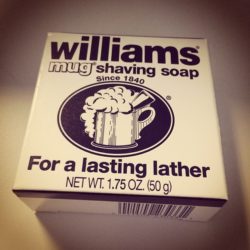 williams®
mug® shaving soap
Since 1840
®
For a lasting lather
NET WT. 1.75 OZ. (50 g)